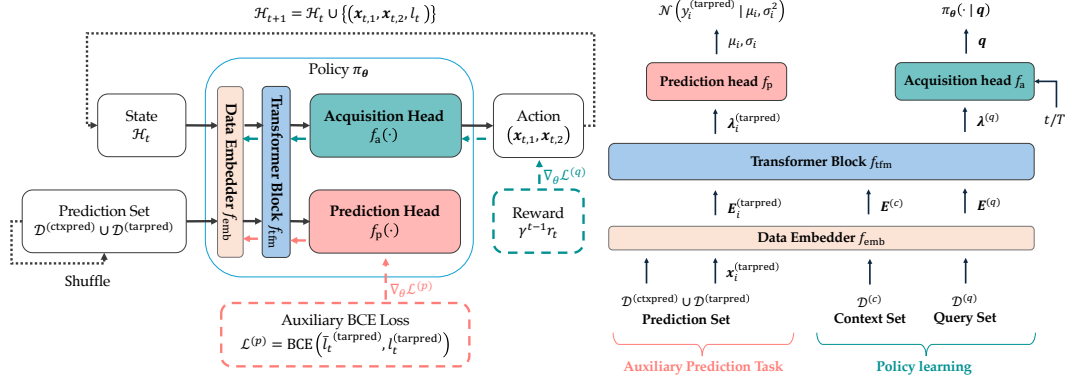 ℋ_{t+1} = ℋ_t ∪ {(x_{t,1}, x_{t,2}, l_t)}
Policy π_θ
State
ℋ_t
Data Embedder f_emb
Transformer Block f_tfm
Acquisition Head
f_a(·)
Action
(x_{t,1}, x_{t,2})
∇_θ ℒ^{(q)}
Prediction Set
𝒟^{(ctxpred)} ∪ 𝒟^{(tarpred)}
Shuffle
Prediction Head
f_p(·)
Reward
γ^{t−1} r_t
∇_θ ℒ^{(p)}
Auxiliary BCE Loss
ℒ^{(p)} = BCE(l̄_t^{(tarpred)}, l_t^{(tarpred)})
𝒩(y_i^{(tarpred)} | μ_i, σ_i^2)
π_θ(· | q)
μ_i, σ_i
q
Prediction head f_p
Acquisition head f_a
λ_i^{(tarpred)}
λ^{(q)}
t/T
Transformer Block f_tfm
E_i^{(tarpred)}
E^{(c)}
E^{(q)}
Data Embedder f_emb
x_i^{(tarpred)}
𝒟^{(ctxpred)} ∪ 𝒟^{(tarpred)}
Prediction Set
𝒟^{(c)}
Context Set
𝒟^{(q)}
Query Set
Auxiliary Prediction Task
Policy learning